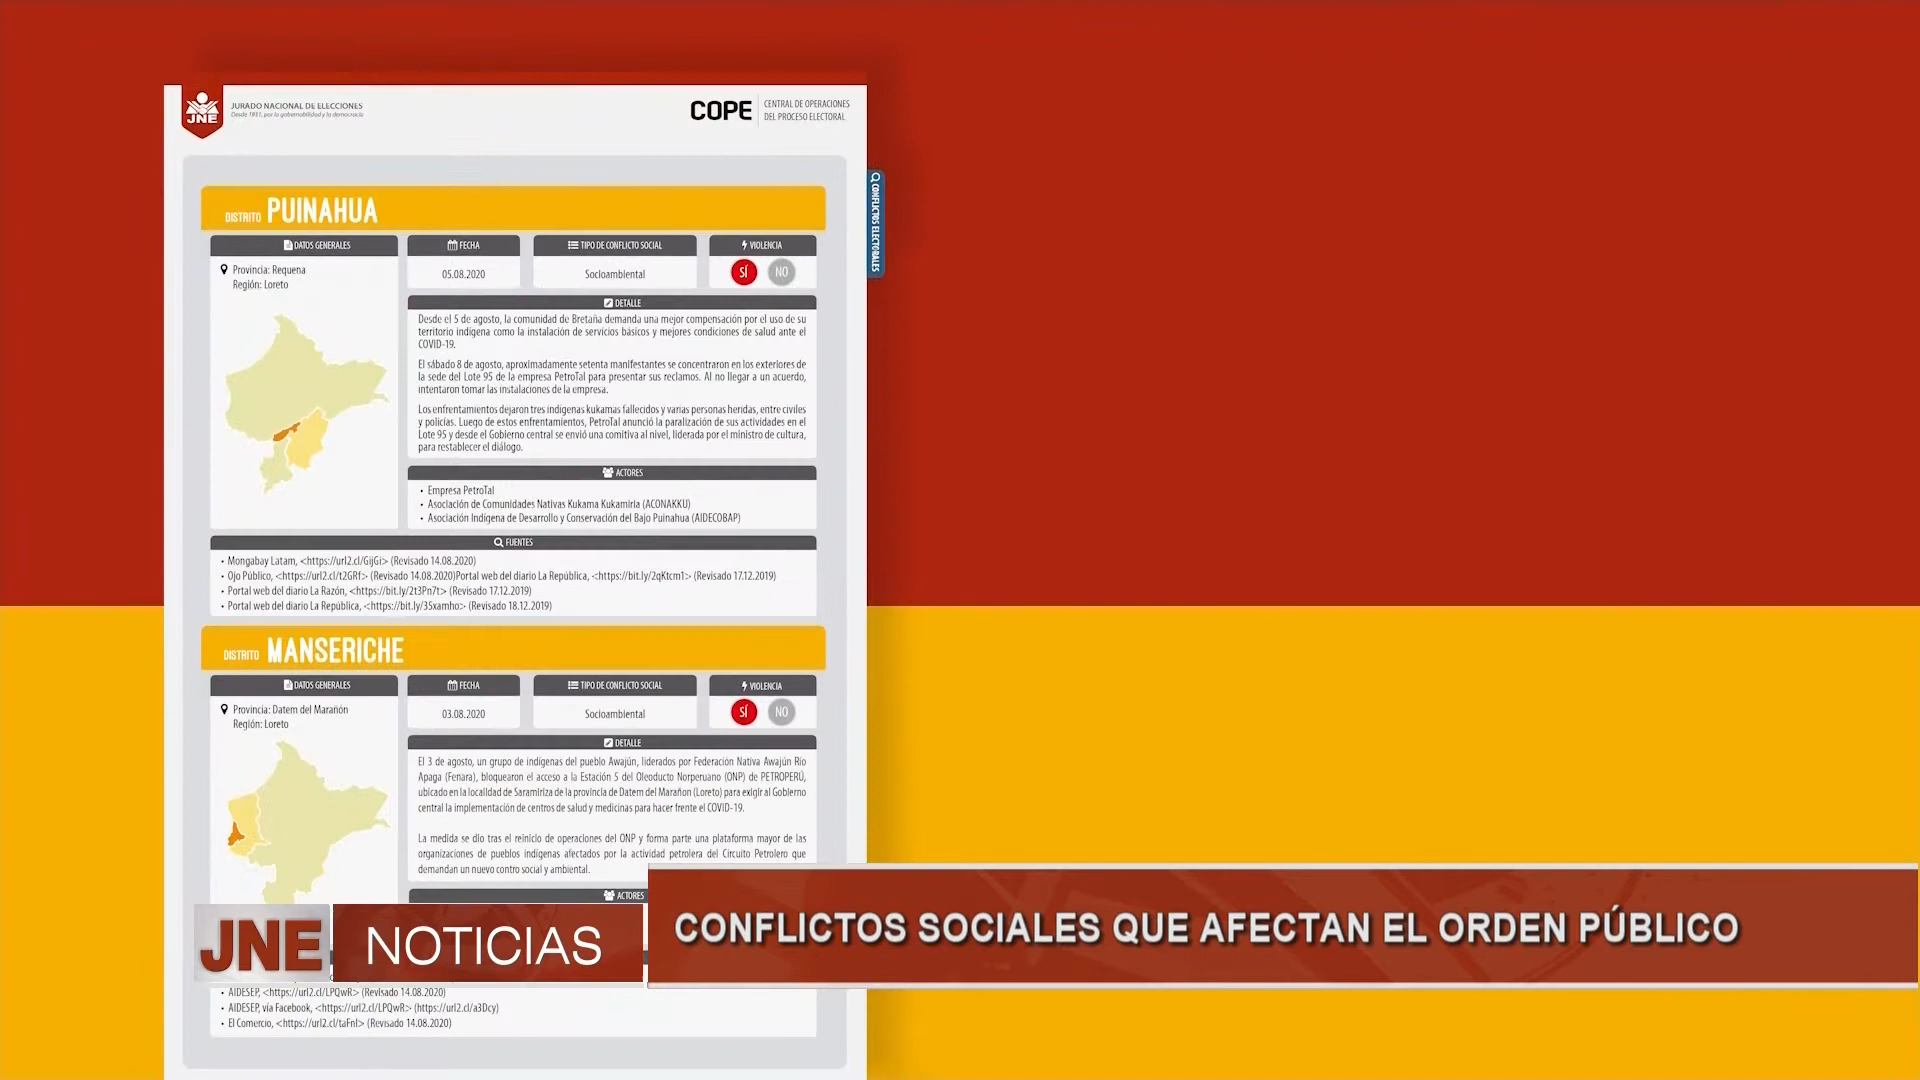 JNE
JURADO NACIONAL DE ELECCIONES
Desde 1931, por la gobernabilidad y la democracia
COPE
CENTRAL DE OPERACIONES
DEL PROCESO ELECTORAL
CONFLICTOS ELECTORALES
DISTRITO PUINAHUA
DATOS GENERALES
Provincia: Requena
Región: Loreto
FECHA
05.08.2020
TIPO DE CONFLICTO SOCIAL
Socioambiental
VIOLENCIA
SÍ NO
DETALLE
Desde el 5 de agosto, la comunidad de Bretaña demanda una mejor compensación por el uso de su
territorio indígena como la instalación de servicios básicos y mejores condiciones de salud ante el
COVID-19.
El sábado 8 de agosto, aproximadamente setenta manifestantes se concentraron en los exteriores de
la sede del Lote 95 de la empresa PetroTal para presentar sus reclamos. Al no llegar a un acuerdo,
intentaron tomar las instalaciones de la empresa.
Los enfrentamientos dejaron tres indígenas kukamas fallecidos y varias personas heridas, entre civiles
y policías. Luego de estos enfrentamientos, PetroTal anunció la paralización de sus actividades en el
Lote 95 y desde el Gobierno central se envió una comitiva al nivel, liderada por el ministro de cultura,
para restablecer el diálogo.
ACTORES
• Empresa PetroTal
• Asociación de Comunidades Nativas Kukama Kukamiria (ACONAKKU)
• Asociación Indígena de Desarrollo y Conservación del Bajo Puinahua (AIDECOBAP)
FUENTES
• Mongabay Latam, <https://url2.cl/GijGi> (Revisado 14.08.2020)
• Ojo Público, <https://url2.cl/t2GRf> (Revisado 14.08.2020)Portal web del diario La República, <https://bit.ly/2qKtcm1> (Revisado 17.12.2019)
• Portal web del diario La Razón, <https://bit.ly/2t3Pn7t> (Revisado 17.12.2019)
• Portal web del diario La República, <https://bit.ly/35xamho> (Revisado 18.12.2019)
DISTRITO MANSERICHE
DATOS GENERALES
Provincia: Datem del Marañón
Región: Loreto
FECHA
03.08.2020
TIPO DE CONFLICTO SOCIAL
Socioambiental
VIOLENCIA
SÍ NO
DETALLE
El 3 de agosto, un grupo de indígenas del pueblo Awajún, liderados por Federación Nativa Awajún Río
Apaga (Fenara), bloquearon el acceso a la Estación 5 del Oleoducto Norperuano (ONP) de PETROPERÚ,
ubicado en la localidad de Saramiriza de la provincia de Datem del Marañon (Loreto) para exigir al Gobierno
central la implementación de centros de salud y medicinas para hacer frente el COVID-19.
La medida se dio tras el reinicio de operaciones del ONP y forma parte una plataforma mayor de las
organizaciones de pueblos indígenas afectados por la actividad petrolera del Circuito Petrolero que
demandan un nuevo contro social y ambiental.
ACTORES
JNE NOTICIAS
CONFLICTOS SOCIALES QUE AFECTAN EL ORDEN PÚBLICO
• AIDESEP, <https://url2.cl/LPQwR> (Revisado 14.08.2020)
• AIDESEP, vía Facebook, <https://url2.cl/LPQwR> (https://url2.cl/a3Dcy)
• El Comercio, <https://url2.cl/taFnI> (Revisado 14.08.2020)